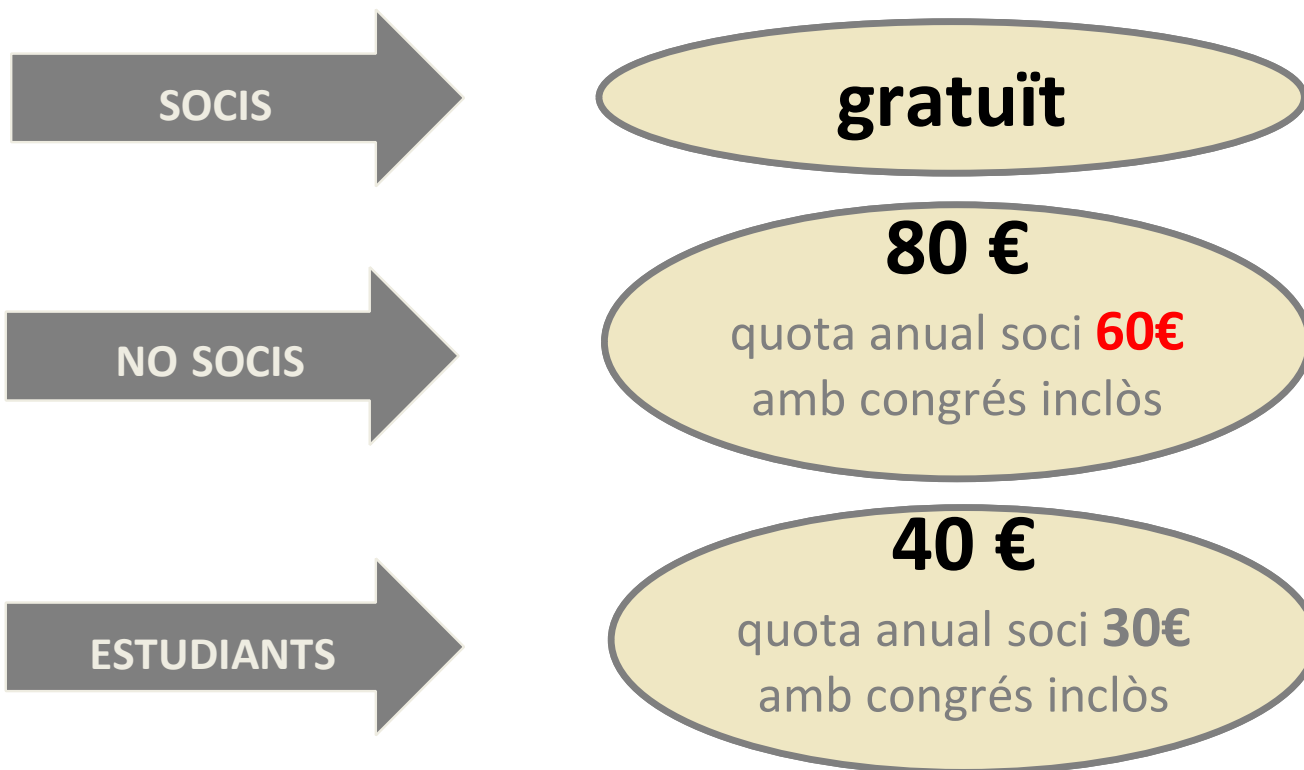 SOCIS
gratuït
NO SOCIS
80 €
quota anual soci 60€
amb congrés inclòs
ESTUDIANTS
40 €
quota anual soci 30€
amb congrés inclòs